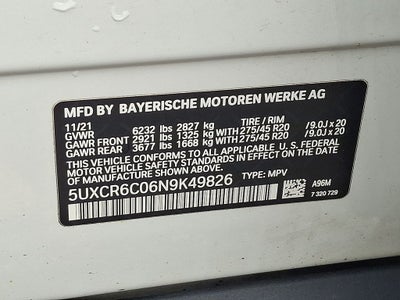 MFD BY BAYERISCHE MOTOREN WERKE AG
11/21 TIRE / RIM
GVWR 6232 lbs 2827 kg
GAWR FRONT 2921 lbs 1325 kg WITH 275/45 R20 /9.0J x 20
GAWR REAR 3677 lbs 1668 kg WITH 275/45 R20 /9.0J x 20
THIS VEHICLE CONFORMS TO ALL APPLICABLE U.S. FEDERAL
MOTOR VEHICLE SAFETY STANDARDS IN EFFECT ON THE
DATE OF MANUFACTURE SHOWN ABOVE.
5UXCR6C06N9K49826 TYPE: MPV
A96M
7 320 729